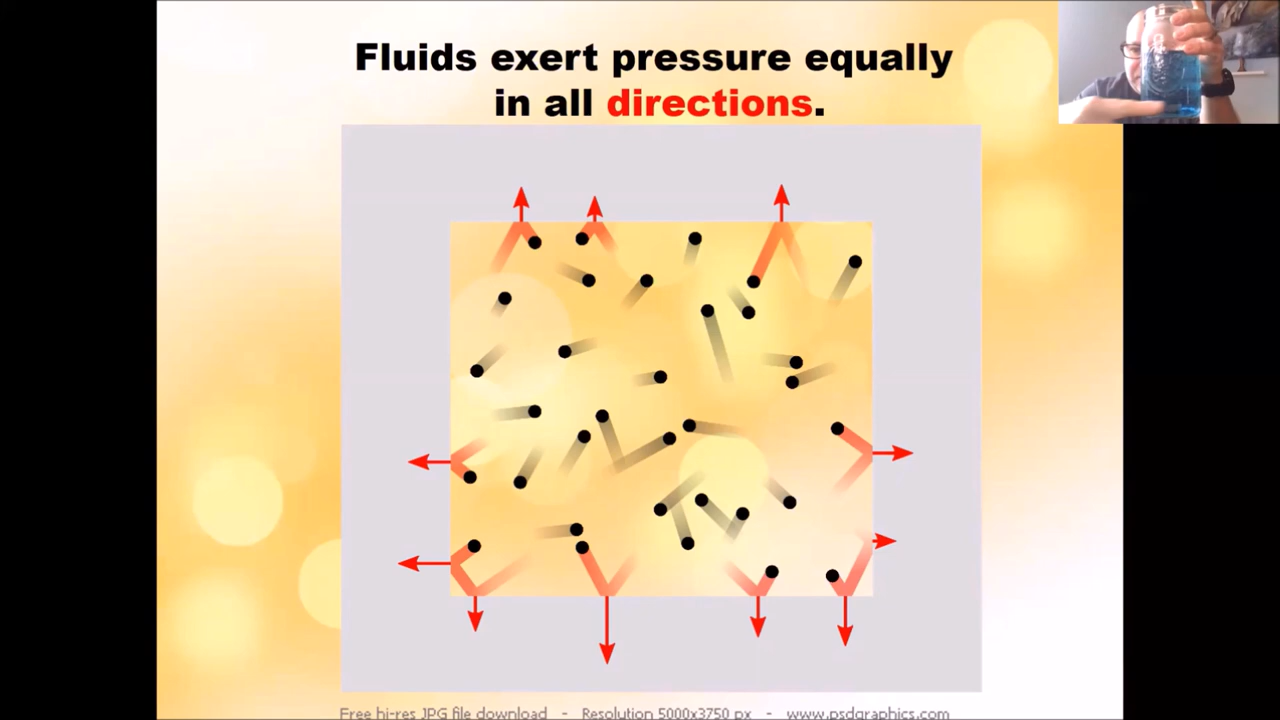 Fluids exert pressure equally
in all directions.
Free hi-res JPG file download - Resolution 5000x3750 px - www.psdgraphics.com